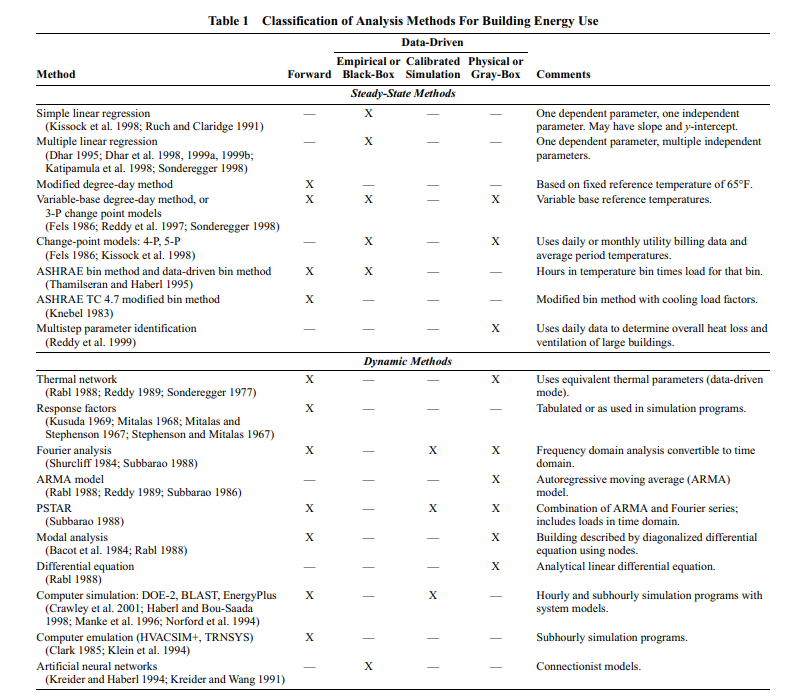 Table 1 Classification of Analysis Methods For Building Energy Use
Data-Driven
Empirical or Calibrated Physical or
Method Forward Black-Box Simulation Gray-Box Comments
Steady-State Methods
Simple linear regression — X — — One dependent parameter, one independent
(Kissock et al. 1998; Ruch and Claridge 1991) parameter. May have slope and y-intercept.
Multiple linear regression — X — — One dependent parameter, multiple independent
(Dhar 1995; Dhar et al. 1998, 1999a, 1999b; parameters.
Katipamula et al. 1998; Sonderegger 1998)
Modified degree-day method X — — — Based on fixed reference temperature of 65°F.
Variable-base degree-day method, or X X — X Variable base reference temperatures.
3-P change point models
(Fels 1986; Reddy et al. 1997; Sonderegger 1998)
Change-point models: 4-P, 5-P — X — X Uses daily or monthly utility billing data and
(Fels 1986; Kissock et al. 1998) average period temperatures.
ASHRAE bin method and data-driven bin method X X — — Hours in temperature bin times load for that bin.
(Thamilseran and Haberl 1995)
ASHRAE TC 4.7 modified bin method X — — — Modified bin method with cooling load factors.
(Knebel 1983)
Multistep parameter identification — — — X Uses daily data to determine overall heat loss and
(Reddy et al. 1999) ventilation of large buildings.
Dynamic Methods
Thermal network X — — X Uses equivalent thermal parameters (data-driven
(Rabl 1988; Reddy 1989; Sonderegger 1977) mode).
Response factors X — — — Tabulated or as used in simulation programs.
(Kusuda 1969; Mitalas 1968; Mitalas and
Stephenson 1967; Stephenson and Mitalas 1967)
Fourier analysis X — X X Frequency domain analysis convertible to time
(Shurcliff 1984; Subbarao 1988) domain.
ARMA model — — — X Autoregressive moving average (ARMA)
(Rabl 1988; Reddy 1989; Subbarao 1986) model.
PSTAR X — X X Combination of ARMA and Fourier series;
(Subbarao 1988) includes loads in time domain.
Modal analysis X — — X Building described by diagonalized differential
(Bacot et al. 1984; Rabl 1988) equation using nodes.
Differential equation — — — X Analytical linear differential equation.
(Rabl 1988)
Computer simulation: DOE-2, BLAST, EnergyPlus X — X — Hourly and subhourly simulation programs with
(Crawley et al. 2001; Haberl and Bou-Saada system models.
1998; Manke et al. 1996; Norford et al. 1994)
Computer emulation (HVACSIM+, TRNSYS) X — — — Subhourly simulation programs.
(Clark 1985; Klein et al. 1994)
Artificial neural networks — X — — Connectionist models.
(Kreider and Haberl 1994; Kreider and Wang 1991)